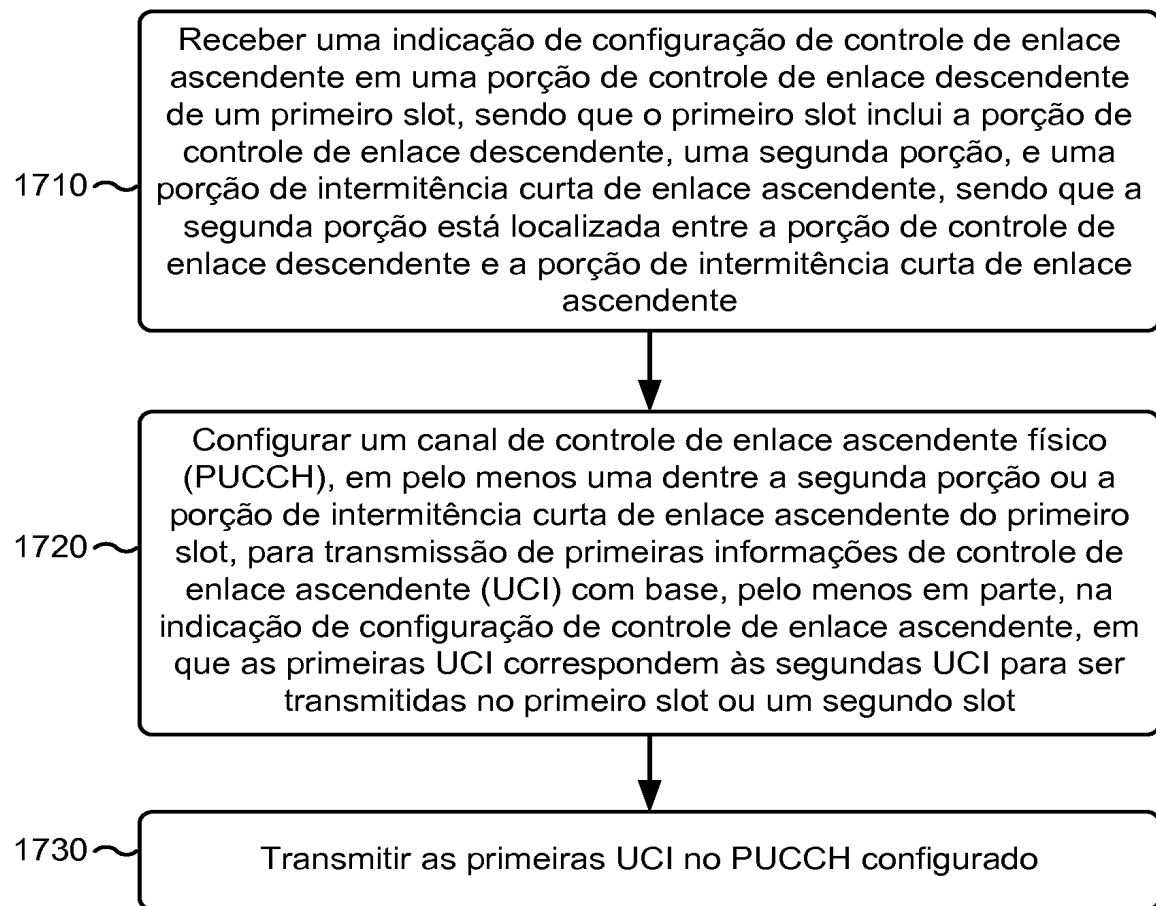 Receber uma indicação de configuração de controle de enlace
ascendente em uma porção de controle de enlace descendente
de um primeiro slot, sendo que o primeiro slot inclui a porção de
controle de enlace descendente, uma segunda porção, e uma
1710
porção de intermitência curta de enlace ascendente, sendo que a
segunda porção está localizada entre a porção de controle de
enlace descendente e a porção de intermitência curta de enlace
ascendente
Configurar um canal de controle de enlace ascendente físico
(PUCCH), em pelo menos uma dentre a segunda porção ou a
porção de intermitência curta de enlace ascendente do primeiro
1720
slot, para transmissão de primeiras informações de controle de
enlace ascendente (UCI) com base, pelo menos em parte, na
indicação de configuração de controle de enlace ascendente, em
que as primeiras UCI correspondem às segundas UCI para ser
transmitidas no primeiro slot ou um segundo slot
1730
Transmitir as primeiras UCI no PUCCH configurado